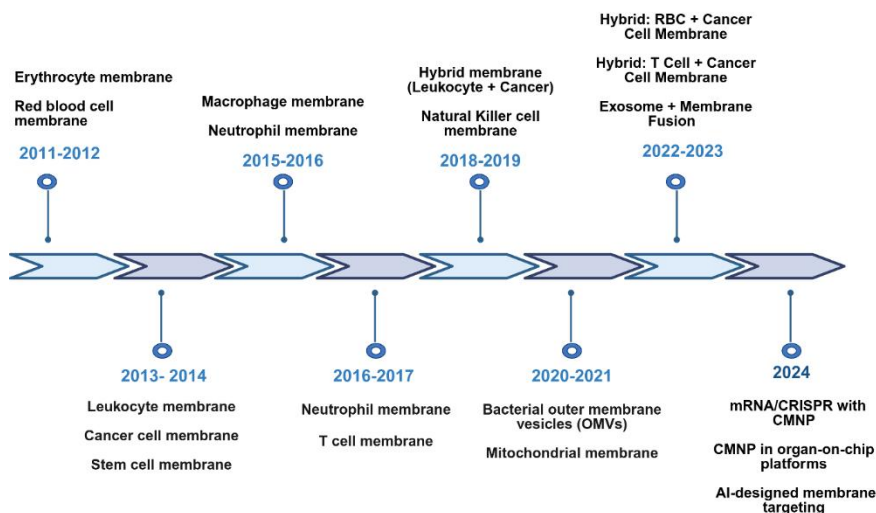 Erythrocyte membrane
Red blood cell
membrane
2011-2012
Macrophage membrane
Neutrophil membrane
2015-2016
Hybrid membrane
(Leukocyte + Cancer)
Natural Killer cell
membrane
2018-2019
Hybrid: RBC + Cancer
Cell Membrane
Hybrid: T Cell + Cancer
Cell Membrane
Exosome + Membrane
Fusion
2022-2023
2013- 2014
Leukocyte membrane
Cancer cell membrane
Stem cell membrane
2016-2017
Neutrophil membrane
T cell membrane
2020-2021
Bacterial outer membrane
vesicles (OMVs)
Mitochondrial membrane
2024
mRNA/CRISPR with
CMNP
CMNP in organ-on-chip
platforms
AI-designed membrane
targeting